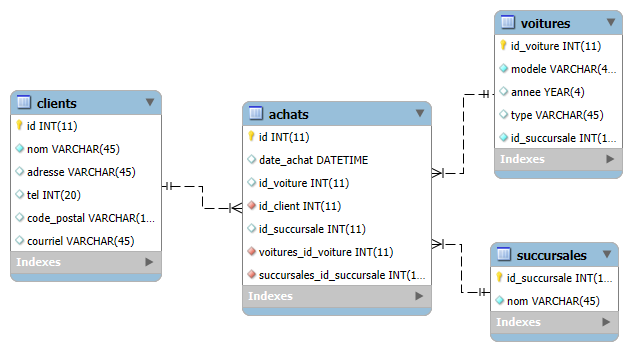 clients
id INT(11)
nom VARCHAR(45)
adresse VARCHAR(45)
tel INT(20)
code_postal VARCHAR(1...
courriel VARCHAR(45)
Indexes
achats
id INT(11)
date_achat DATETIME
id_voiture INT(11)
id_client INT(11)
id_succursale INT(11)
voitures_id_voiture INT(11)
succursales_id_succursale INT(1...
Indexes
voitures
id_voiture INT(11)
modele VARCHAR(4...
annee YEAR(4)
type VARCHAR(45)
id_succursale INT(1...
Indexes
succursales
id_succursale INT(1...
nom VARCHAR(45)
Indexes